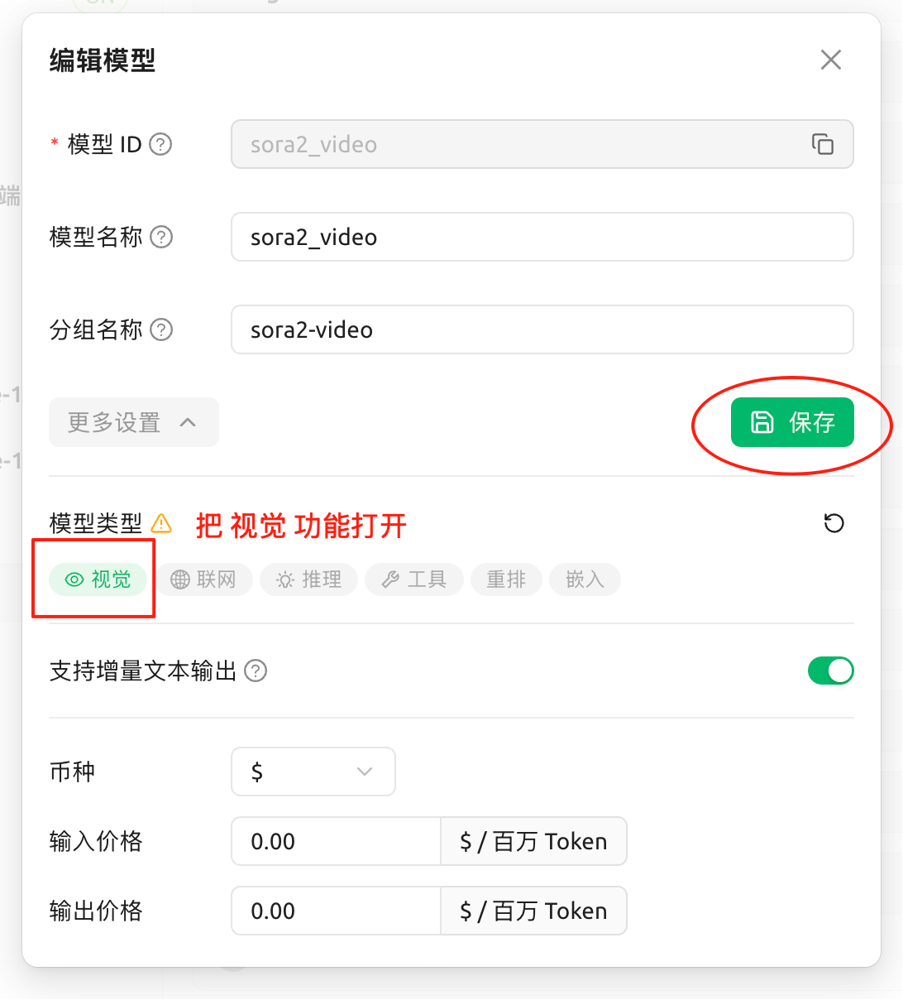 编辑模型
* 模型 ID
sora2_video
端
模型名称
sora2_video
分组名称
sora2-video
e-1
更多设置
保存
e-1
模型类型
把 视觉 功能打开
视觉
联网
推理
工具
重排
嵌入
支持增量文本输出
币种
$
输入价格
0.00
$ / 百万 Token
输出价格
0.00
$ / 百万 Token